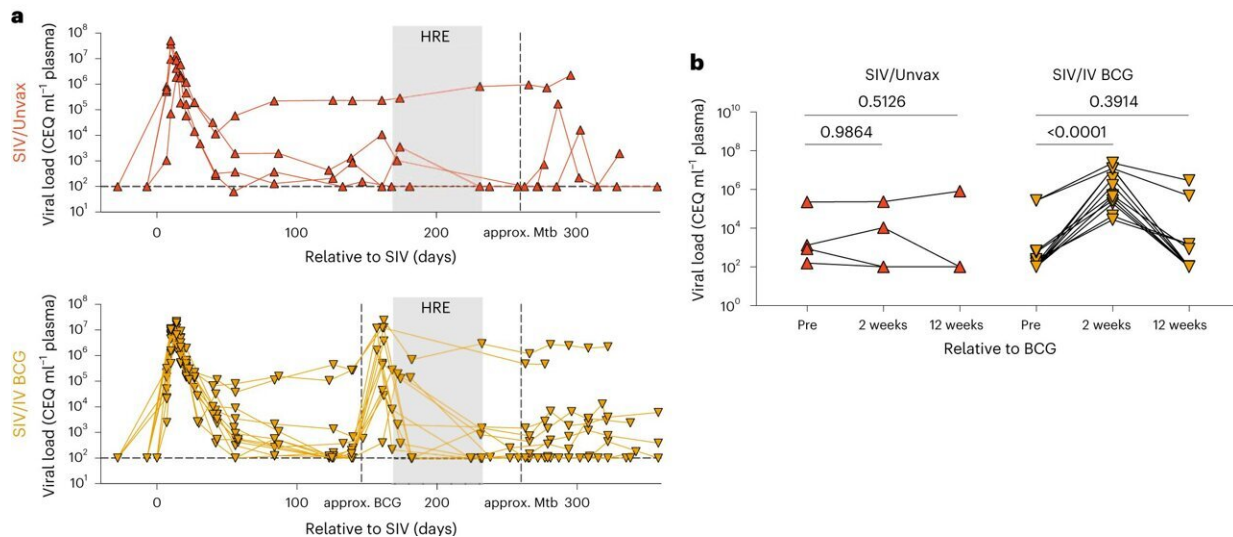 a
SIV/Unvax
Viral load (CEQ ml⁻¹ plasma)
10⁸
10⁷
10⁶
10⁵
10⁴
10³
10²
10¹
HRE
0 100 200 approx. Mtb 300
Relative to SIV (days)
SIV/IV BCG
Viral load (CEQ ml⁻¹ plasma)
10⁸
10⁷
10⁶
10⁵
10⁴
10³
10²
10¹
HRE
0 100 approx. BCG 200 approx. Mtb 300
Relative to SIV (days)
b
SIV/Unvax SIV/IV BCG
0.5126 0.3914
0.9864 <0.0001
Viral load (CEQ ml⁻¹ plasma)
10¹⁰
10⁸
10⁶
10⁴
10²
10⁰
Pre 2 weeks 12 weeks Pre 2 weeks 12 weeks
Relative to BCG